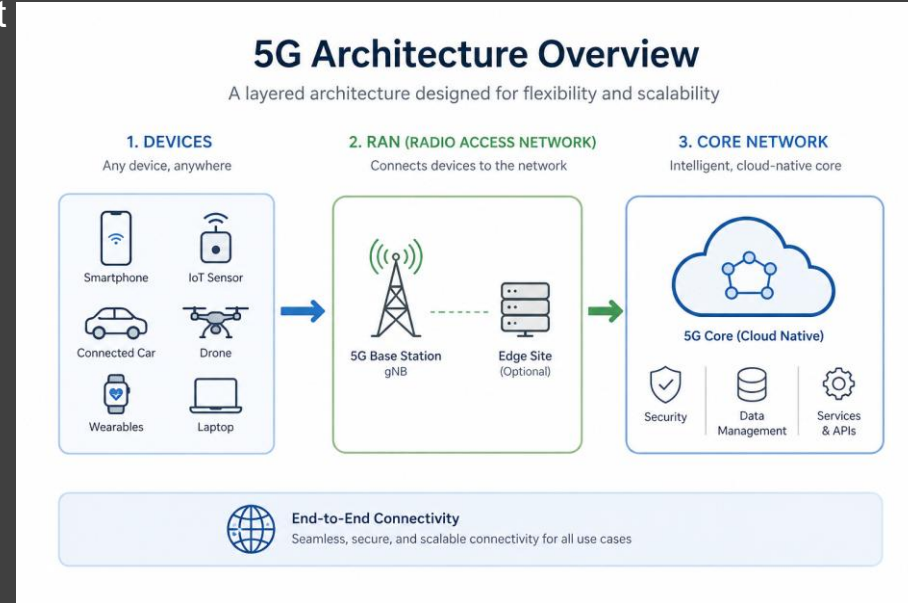 t
5G Architecture Overview
A layered architecture designed for flexibility and scalability
1. DEVICES
Any device, anywhere
Smartphone
IoT Sensor
Connected Car
Drone
Wearables
Laptop
2. RAN (RADIO ACCESS NETWORK)
Connects devices to the network
5G Base Station
gNB
Edge Site
(Optional)
3. CORE NETWORK
Intelligent, cloud-native core
5G Core (Cloud Native)
Security
Data
Management
Services
& APIs
End-to-End Connectivity
Seamless, secure, and scalable connectivity for all use cases